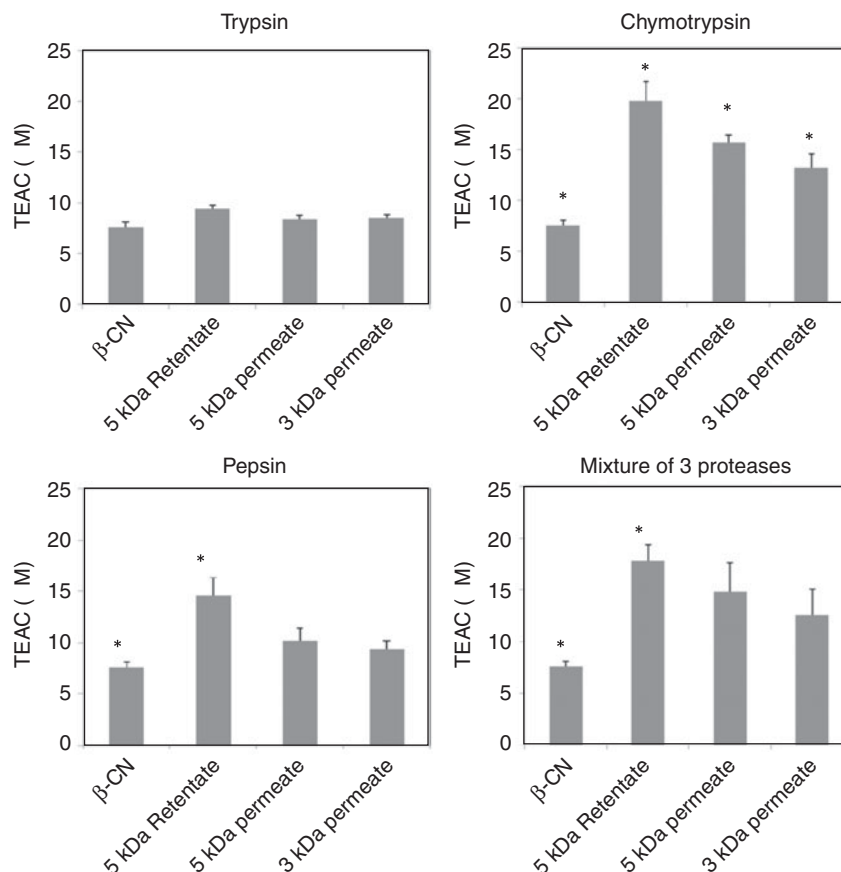 Trypsin
25
20
15
10
5
0
TEAC ( M)
β-CN
5 kDa Retentate
5 kDa permeate
3 kDa permeate
Chymotrypsin
25
20
15
10
5
0
TEAC ( M)
*
*
*
*
β-CN
5 kDa Retentate
5 kDa permeate
3 kDa permeate
Pepsin
25
20
15
10
5
0
TEAC ( M)
*
*
β-CN
5 kDa Retentate
5 kDa permeate
3 kDa permeate
Mixture of 3 proteases
25
20
15
10
5
0
TEAC ( M)
*
*
β-CN
5 kDa Retentate
5 kDa permeate
3 kDa permeate